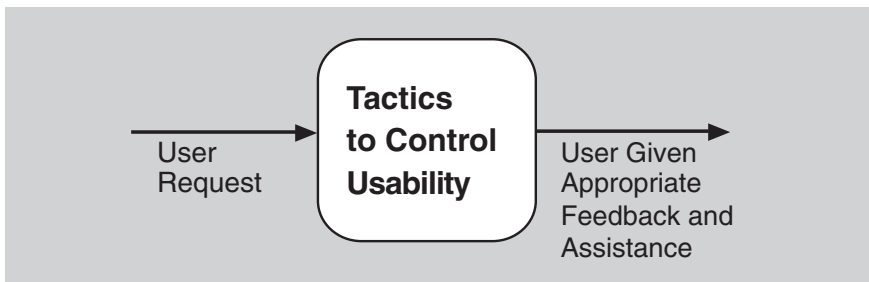 Tactics
to Control
Usability
User
Request
User Given
Appropriate
Feedback and
Assistance